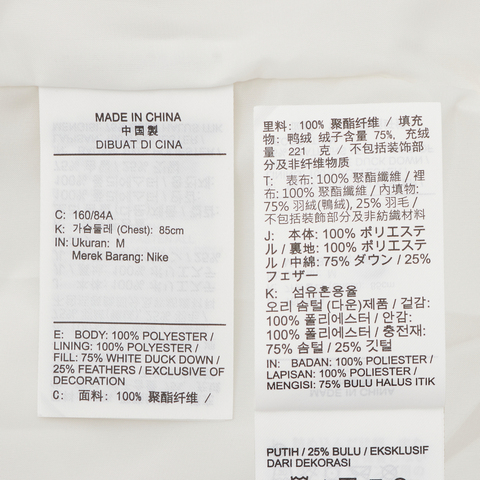 MADE IN CHINA
中国製
DIBUAT DI CINA
C: 160/84A
K: 가슴둘레 (Chest): 85cm
IN: Ukuran: M
Merek Barang: Nike
E: BODY: 100% POLYESTER /
LINING: 100% POLYESTER /
FILL: 75% WHITE DUCK DOWN /
25% FEATHERS / EXCLUSIVE OF
DECORATION
C: 面料: 100% 聚酯纤维 /
里料: 100% 聚酯纤维 / 填充
物: 鸭绒 绒子含量 75%, 充绒
量 221 克 / 不包括装饰部
分及非纤维物质
T: 表布: 100% 聚酯纖維 / 裡
布: 100% 聚酯纖維 / 內填物:
75% 羽絨(鴨絨), 25% 羽毛 /
不包括裝飾部分及非紡織材料
J: 本体: 100% ポリエステ
ル / 裏地: 100% ポリエステル
/ 中綿: 75% ダウン / 25%
フェザー
K: 섬유혼용율
오리 솜털 (다운)제품 / 겉감:
100% 폴리에스터 / 안감:
100% 폴리에스터 / 충전재:
75% 솜털 / 25% 깃털
IN: BADAN: 100% POLIESTER /
LAPISAN: 100% POLIESTER /
MENGISI: 75% BULU HALUS ITIK
PUTIH / 25% BULU / EKSKLUSIF
DARI DEKORASI